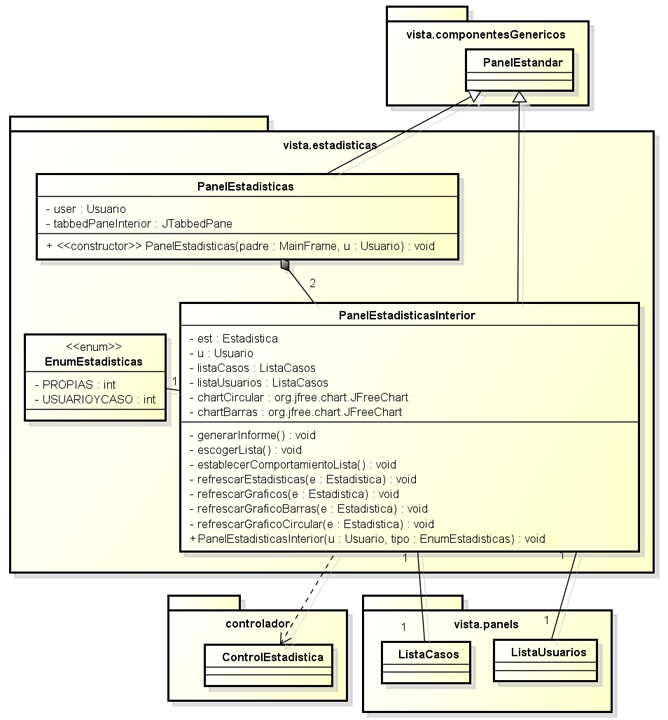 vista.componentesGenericos
PanelEstandar
vista.estadisticas
PanelEstadisticas
- user : Usuario
- tabbedPaneInterior : JTabbedPane
+ <<constructor>> PanelEstadisticas(padre : MainFrame, u : Usuario) : void
2
PanelEstadisticasInterior
- est : Estadistica
- u : Usuario
- listaCasos : ListaCasos
- listaUsuarios : ListaCasos
- chartCircular : org.jfree.chart.JFreeChart
- chartBarras : org.jfree.chart.JFreeChart
- generarInforme() : void
- escogerLista() : void
- establecerComportamientoLista() : void
- refrescarEstadisticas(e : Estadistica) : void
- refrescarGraficos(e : Estadistica) : void
- refrescarGraficoBarras(e : Estadistica) : void
- refrescarGraficoCircular(e : Estadistica) : void
+PanelEstadisticasInterior(u : Usuario, tipo : EnumEstadisticas) : void
<<enum>>
EnumEstadisticas
- PROPIAS : int
- USUARIOYCASO : int
1
1
1
controlador
ControlEstadistica
vista.panels
1
1
ListaCasos
ListaUsuarios